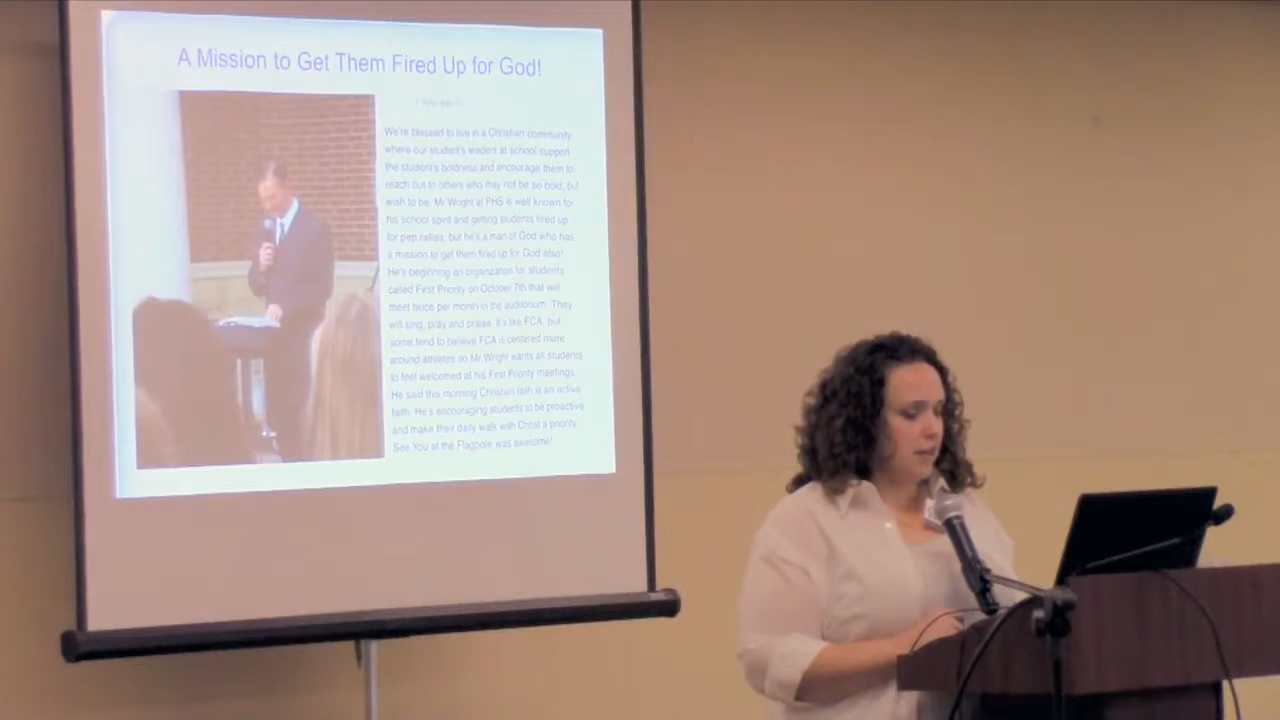 A Mission to Get Them Fired Up for God!
We're blessed to live in a Christian community
where our student's leaders at school support
the student's boldness and encourage them to
reach out to others who may not be so bold, but
wish to be. Mr Wright at PHS is well known for
his school spirit and getting students fired up
for pep rallies, but he's a man of God who has
a mission to get them fired up for God also!
He's beginning an organization for students
called First Priority on October 7th that will
meet twice per month in the auditorium. They
will sing, pray and praise. It's like FCA, but
some tend to believe FCA is centered more
around athletes so Mr Wright wants all students
to feel welcomed at his First Priority meetings.
He said this morning Christian faith is an active
faith. He's encouraging students to be proactive
and make their daily walk with Christ a priority.
See You at the Flagpole was awesome!